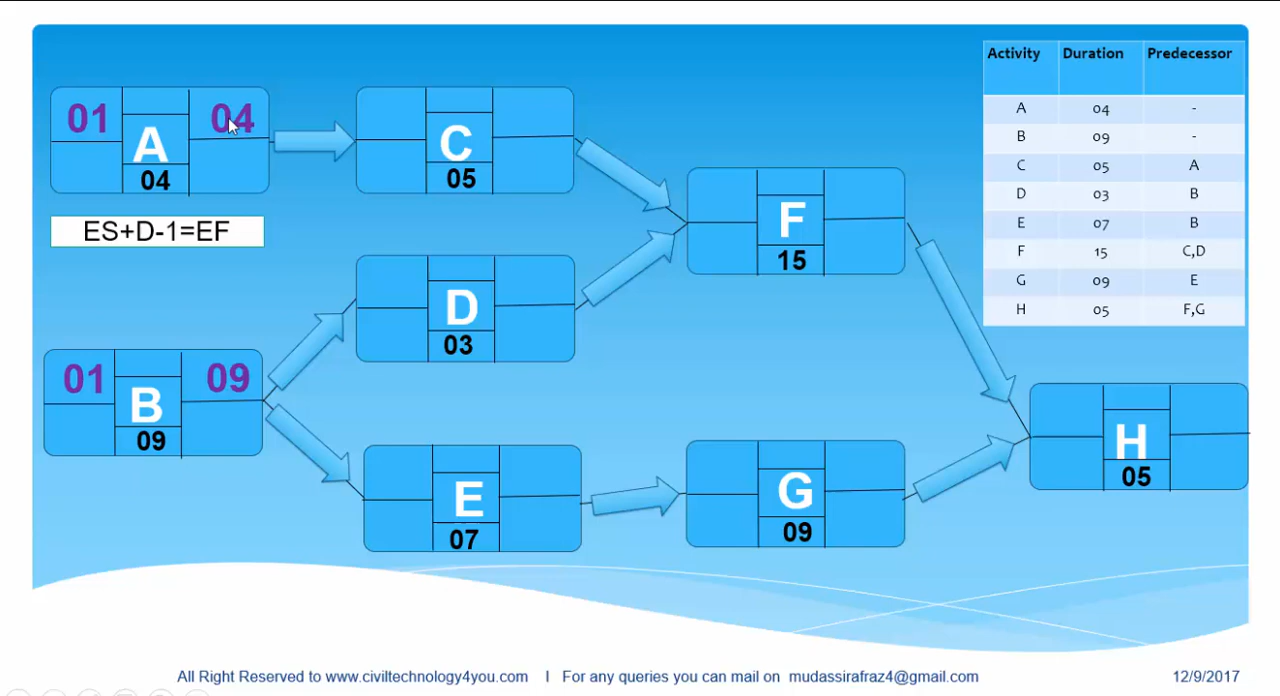 Activity Duration Predecessor
A 04 -
B 09 -
C 05 A
D 03 B
E 07 B
F 15 C,D
G 09 E
H 05 F,G
01 A 04
04
C
05
ES+D-1=EF
F
15
D
03
01 B 09
09
E
07
G
09
H
05
All Right Reserved to www.civiltechnology4you.com I For any queries you can mail on mudassirafraz4@gmail.com 12/9/2017